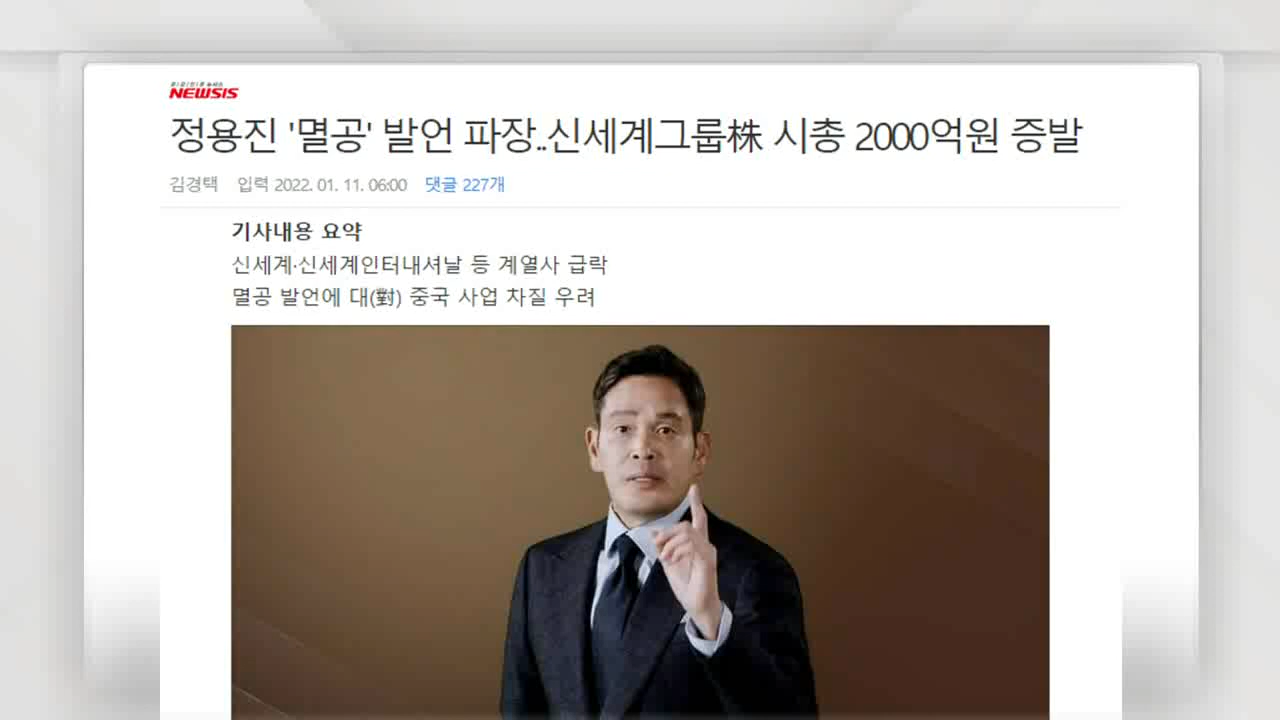 NEWSIS
정용진 '멸공' 발언 파장..신세계그룹株 시총 2000억원 증발
김경택 입력 2022. 01. 11. 06:00 댓글 227개
기사내용 요약
신세계·신세계인터내셔날 등 계열사 급락
멸공 발언에 대(對) 중국 사업 차질 우려